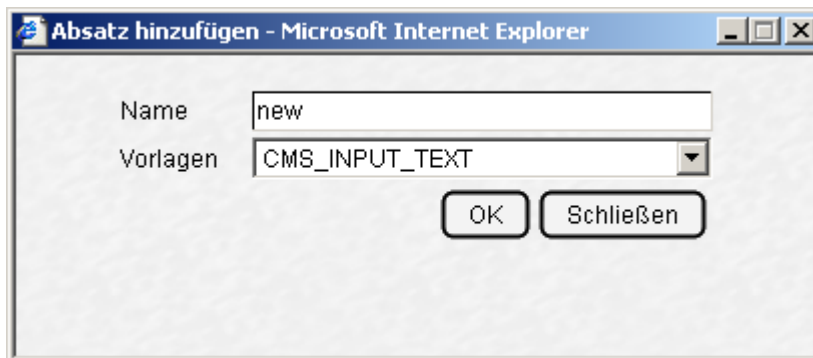 Absatz hinzufügen - Microsoft Internet Explorer
Name new
Vorlagen CMS_INPUT_TEXT
OK Schließen